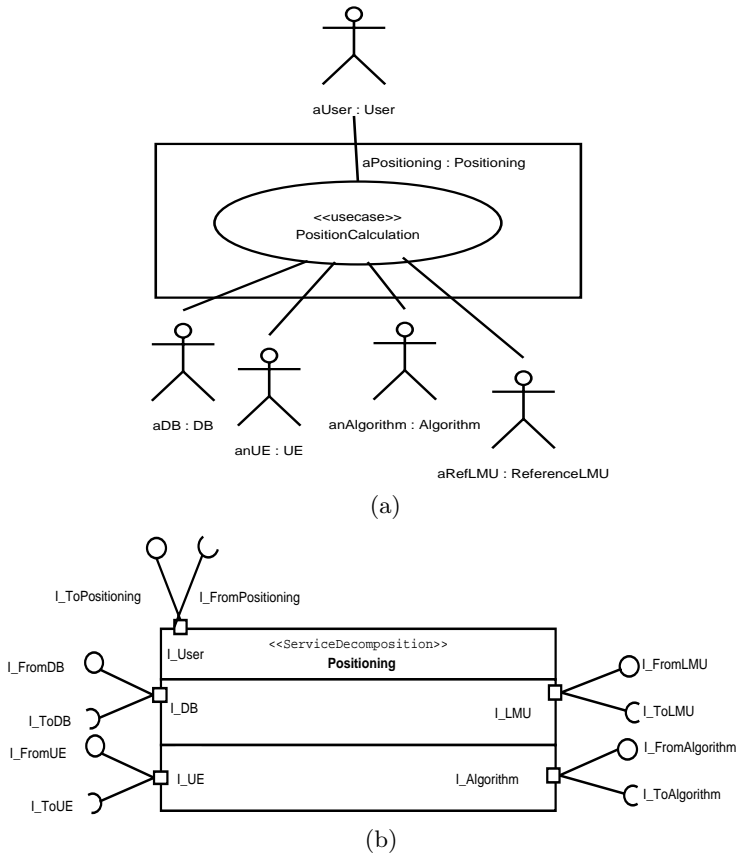 aUser : User
aPositioning : Positioning
<<usecase>>
PositionCalculation
aDB : DB
anUE : UE
anAlgorithm : Algorithm
aRefLMU : ReferenceLMU
(a)
I_ToPositioning
I_FromPositioning
<<ServiceDecomposition>>
Positioning
I_User
I_FromDB
I_ToDB
I_DB
I_FromUE
I_ToUE
I_UE
I_LMU
I_FromLMU
I_ToLMU
I_Algorithm
I_FromAlgorithm
I_ToAlgorithm
(b)